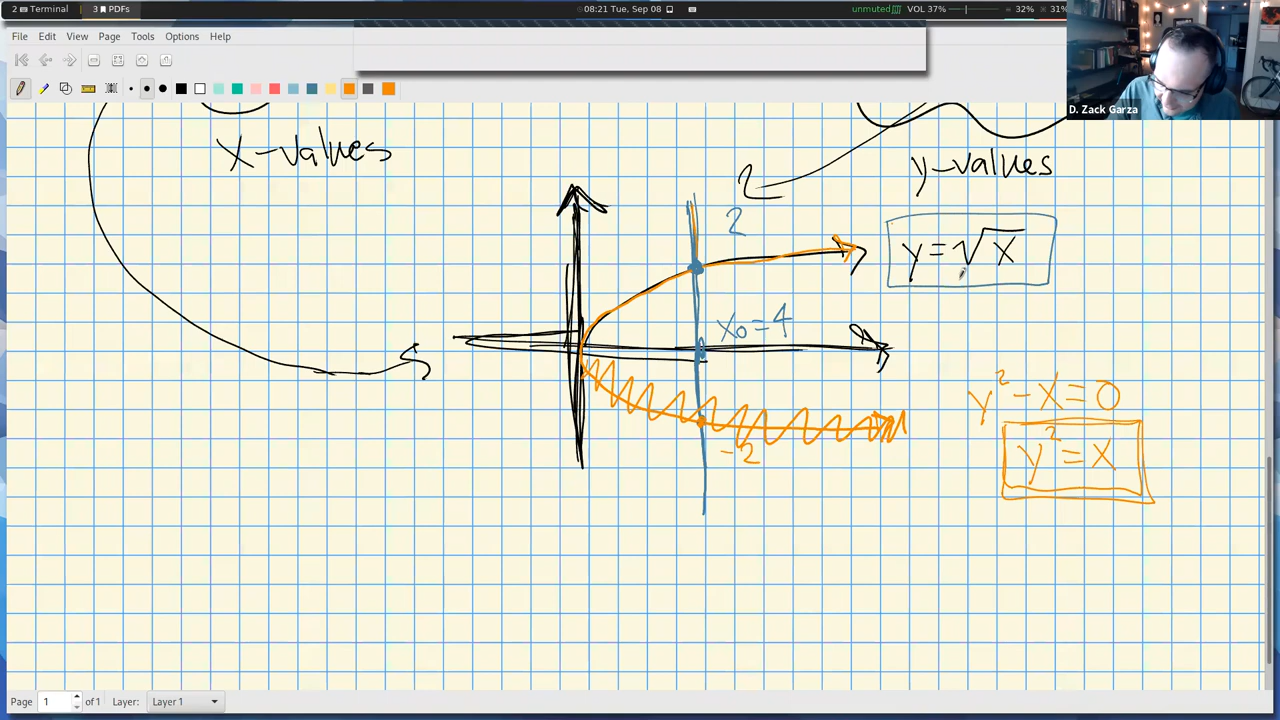 2 Terminal 3 PDFs 08:21 Tue, Sep 08 unmuted VOL 37% 32% 31%
File Edit View Page Tools Options Help
D. Zack Garza
x-values
y-values
2
y=√x
x₀=4
y²-x=0
-2
y²=x
Page 1 of 1 Layer: Layer 1